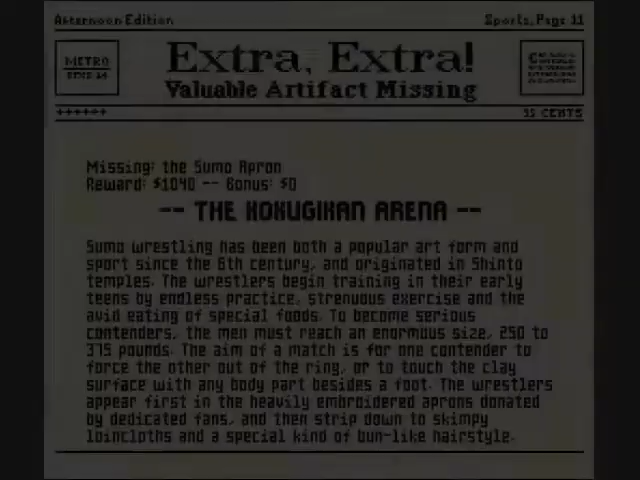 Afternoon Edition
Sports, Page 11
METRO
Extra, Extra!
Valuable Artifact Missing
++++++
35 CENTS
Missing: the Sumo Apron
Reward: $1040 -- Bonus: $0
-- THE KOKUGIKAN ARENA --
Sumo wrestling has been both a popular art form and
sport since the 6th century, and originated in Shinto
temples. The wrestlers begin training in their early
teens by endless practice, strenuous exercise and the
avid eating of special foods. To become serious
contenders, the men must reach an enormous size, 250 to
375 pounds. The aim of a match is for one contender to
force the other out of the ring, or to touch the clay
surface with any body part besides a foot. The wrestlers
appear first in the heavily embroidered aprons donated
by dedicated fans, and then strip down to skimpy
loincloths and a special kind of bun-like hairstyle.